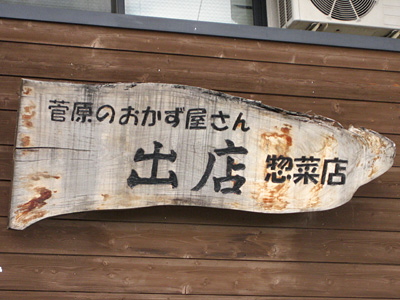 菅原のおかず屋さん
出店 惣菜店